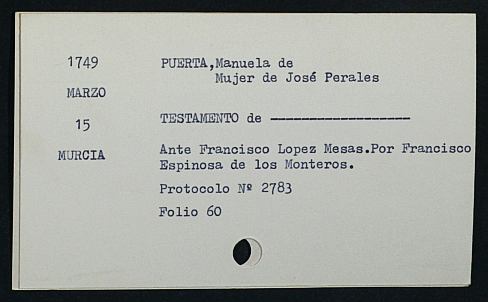 1749 PUERTA,Manuela de
Mujer de José Perales
MARZO
15 TESTAMENTO de ------------------
MURCIA Ante Francisco Lopez Mesas.Por Francisco
Espinosa de los Monteros.
Protocolo Nº 2783
Folio 60